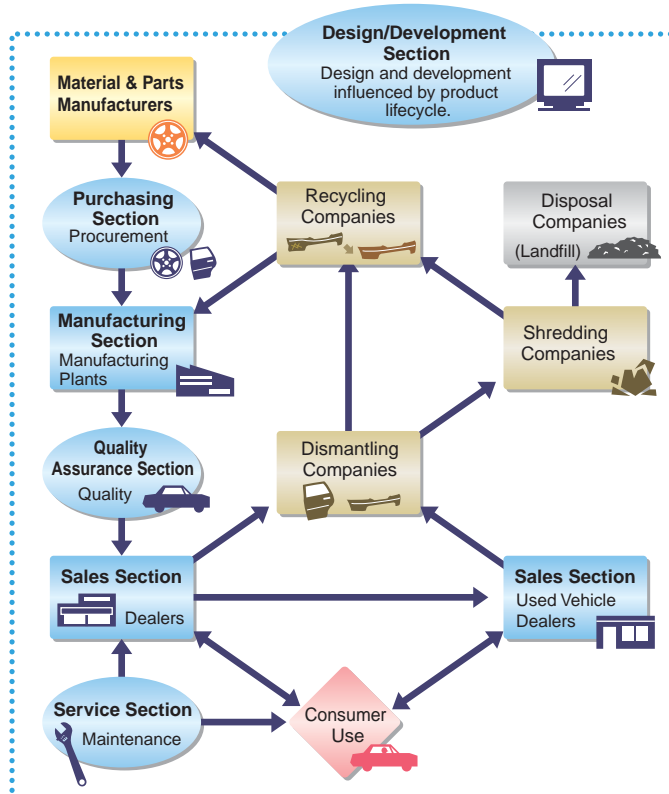 Design/Development
Section
Design and development
influenced by product
lifecycle.
Material & Parts
Manufacturers
Purchasing
Section
Procurement
Recycling
Companies
Disposal
Companies
(Landfill)
Manufacturing
Section
Manufacturing
Plants
Shredding
Companies
Quality
Assurance Section
Quality
Dismantling
Companies
Sales Section
Dealers
Sales Section
Used Vehicle
Dealers
Service Section
Maintenance
Consumer
Use